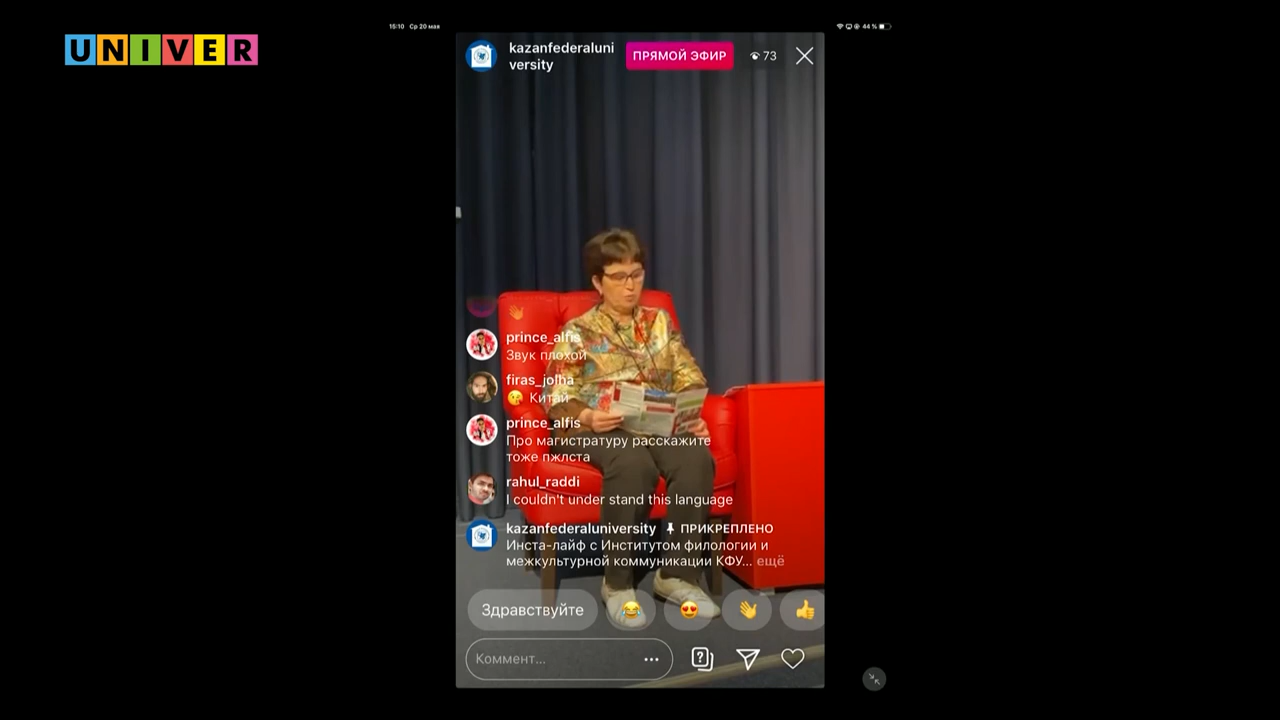 15:10 Ср 20 мая
44 %
UNIVER
kazanfederaluni
versity
ПРЯМОЙ ЭФИР
73
prince_alfis
Звук плохой
firas_jolha
Китай
prince_alfis
Про магистратуру расскажите
тоже пжлста
rahul_raddi
I couldn't under stand this language
kazanfederaluniversity ПРИКРЕПЛЕНО
Инста-лайф с Институтом филологии и
межкультурной коммуникации КФУ... ещё
Здравствуйте
Коммент...